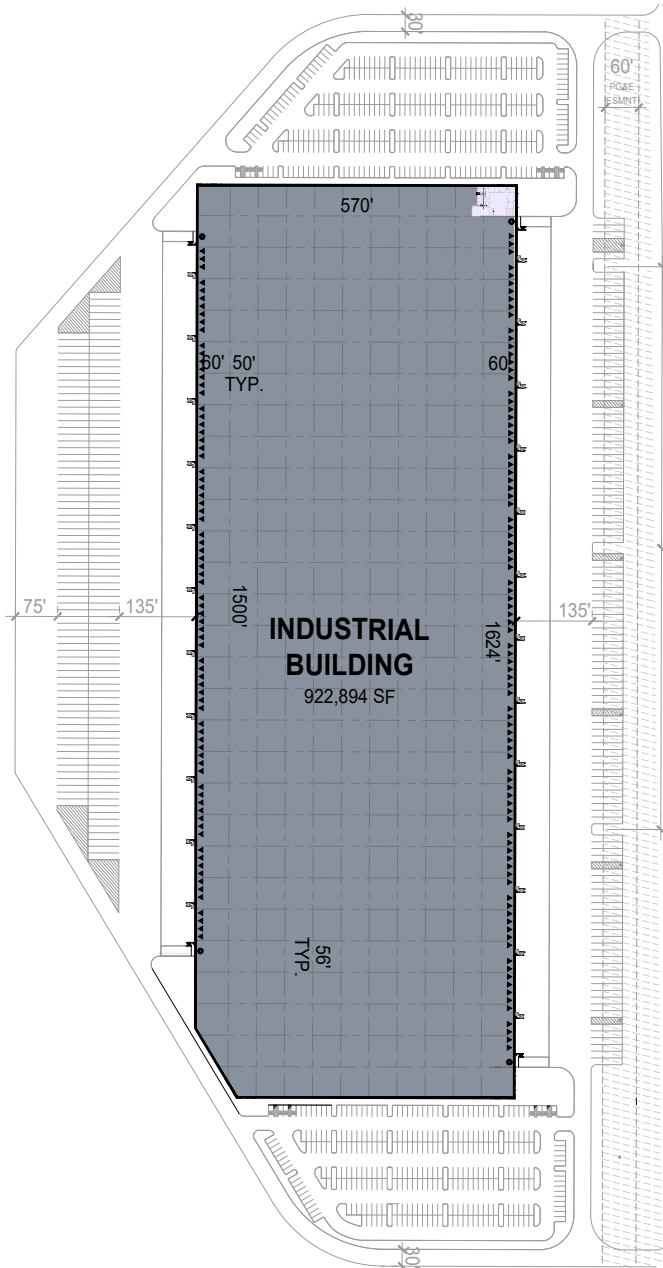 30'
60'
PG&E
ESMNT
570'
60' 50'
TYP.
60'
75'
135'
1500'
INDUSTRIAL
BUILDING
922,894 SF
1624'
135'
56'
TYP.
30'